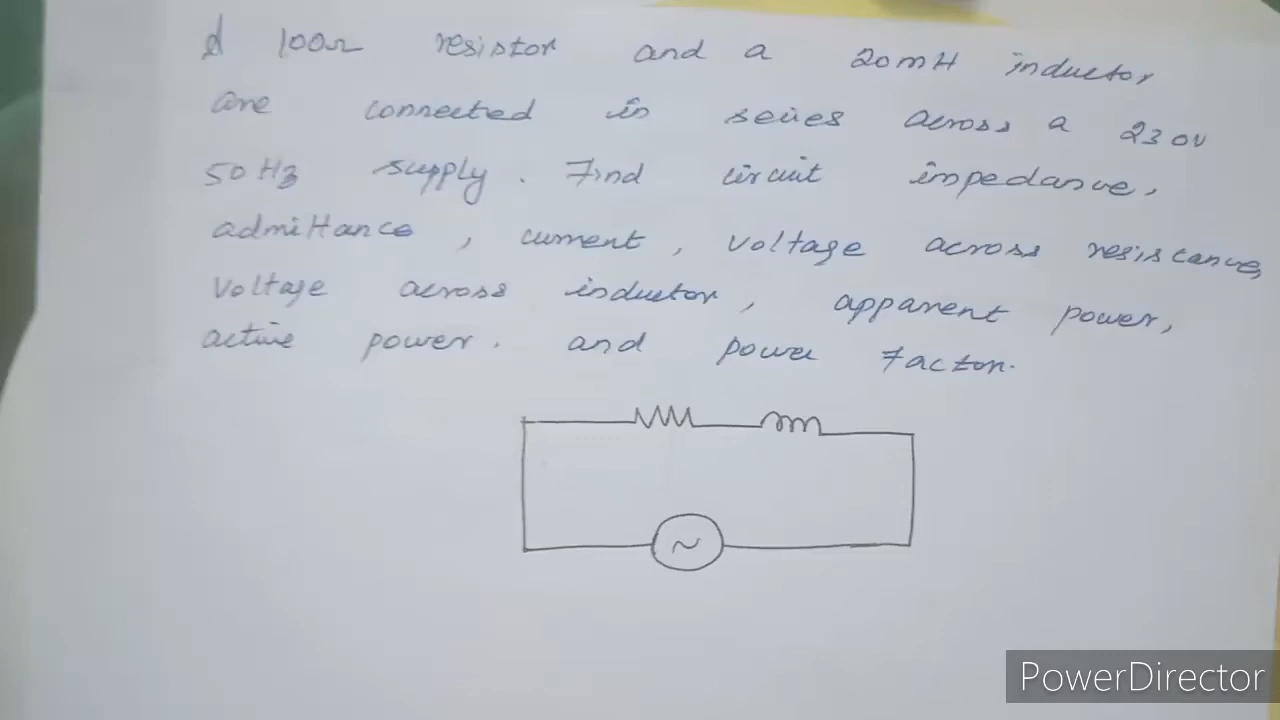 A 100Ω resistor and a 20mH inductor
are connected in series across a 230V
50Hz supply. Find circuit impedance,
admittance, current, voltage across resistance,
Voltage across inductor, apparent power,
active power. and power factor.
~
PowerDirector